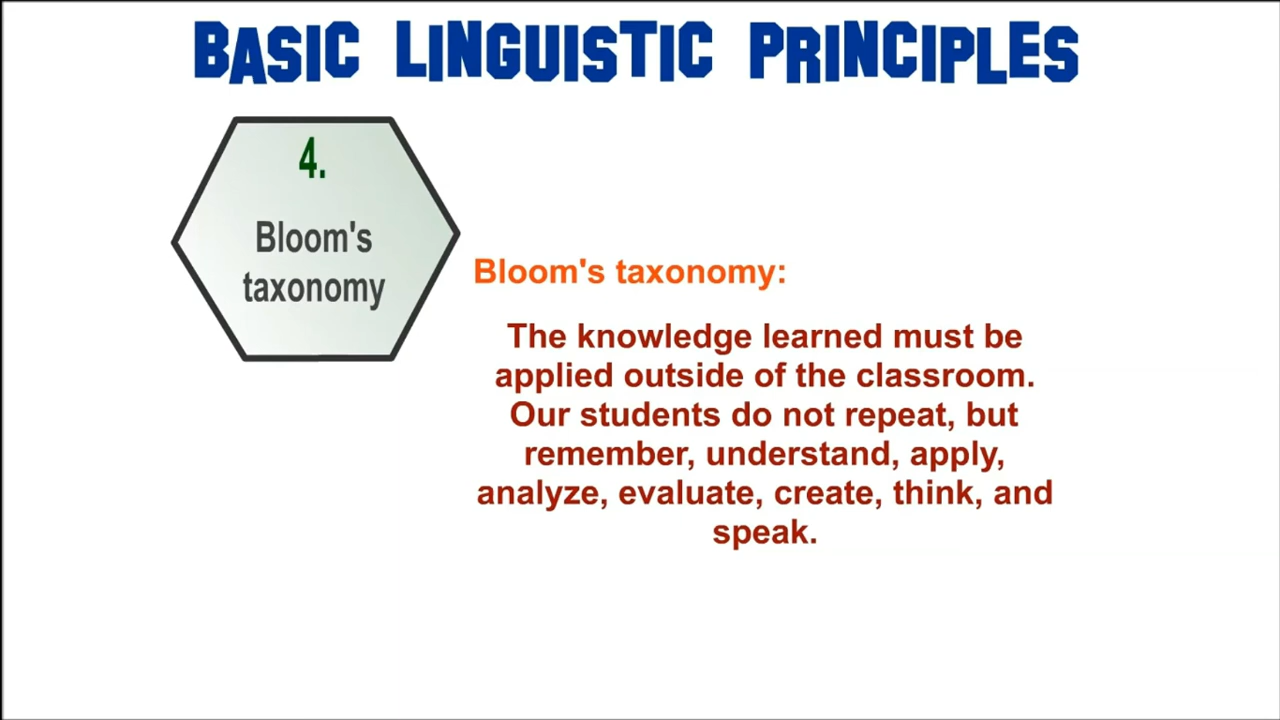 BASIC LINGUISTIC PRINCIPLES
4.
Bloom's
taxonomy
Bloom's taxonomy:
The knowledge learned must be
applied outside of the classroom.
Our students do not repeat, but
remember, understand, apply,
analyze, evaluate, create, think, and
speak.